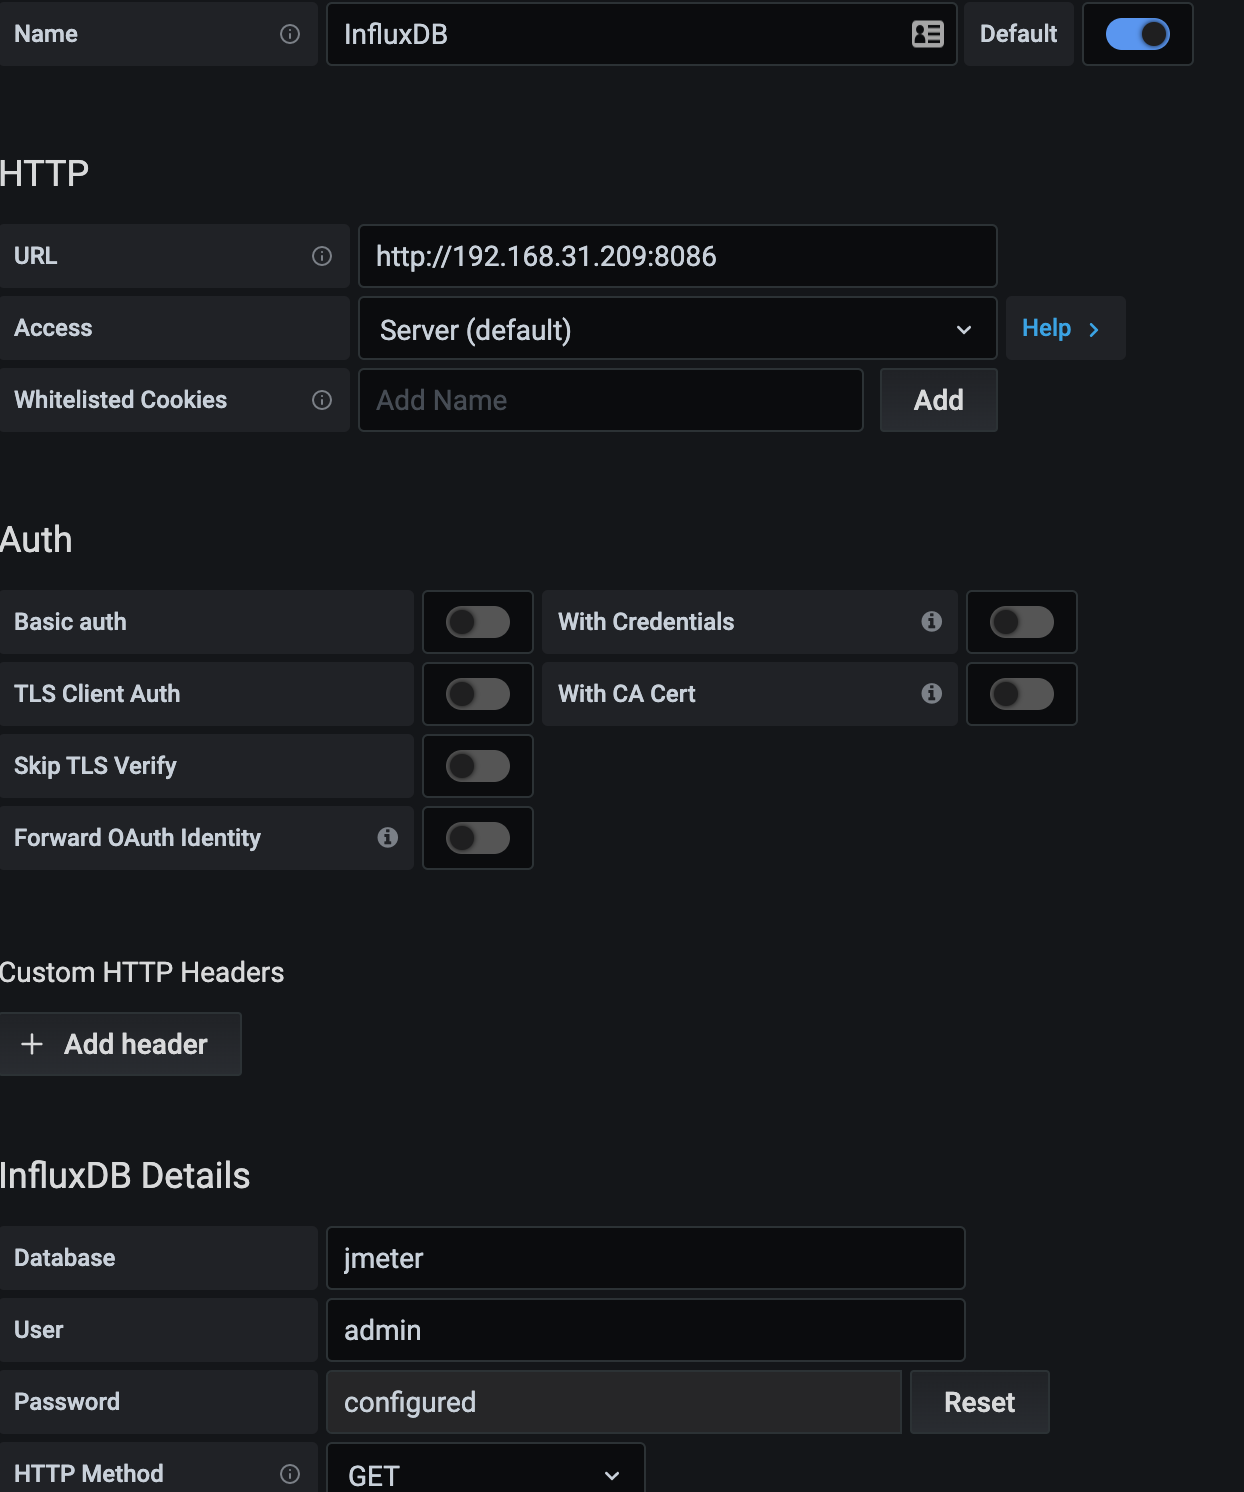 Name InfluxDB Default
HTTP
URL http://192.168.31.209:8086
Access Server (default) Help
Whitelisted Cookies Add Name Add
Auth
Basic auth With Credentials
TLS Client Auth With CA Cert
Skip TLS Verify
Forward OAuth Identity
Custom HTTP Headers
+ Add header
InfluxDB Details
Database jmeter
User admin
Password configured Reset
HTTP Method GET